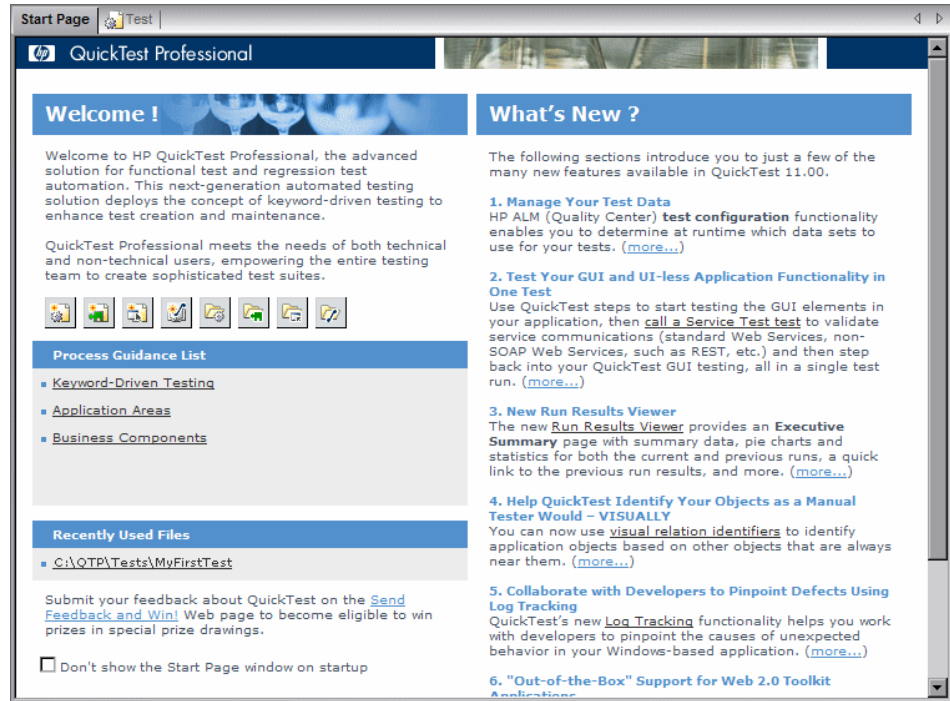 Start Page
Test
hp
QuickTest Professional
Welcome !
Welcome to HP QuickTest Professional, the advanced
solution for functional test and regression test
automation. This next-generation automated testing
solution deploys the concept of keyword-driven testing to
enhance test creation and maintenance.
QuickTest Professional meets the needs of both technical
and non-technical users, empowering the entire testing
team to create sophisticated test suites.
Process Guidance List
Keyword-Driven Testing
Application Areas
Business Components
Recently Used Files
C:\QTP\Tests\MyFirstTest
Submit your feedback about QuickTest on the Send
Feedback and Win! Web page to become eligible to win
prizes in special prize drawings.
Don't show the Start Page window on startup
What's New ?
The following sections introduce you to just a few of the
many new features available in QuickTest 11.00.
1. Manage Your Test Data
HP ALM (Quality Center) test configuration functionality
enables you to determine at runtime which data sets to
use for your tests. (more...)
2. Test Your GUI and UI-less Application Functionality in
One Test
Use QuickTest steps to start testing the GUI elements in
your application, then call a Service Test test to validate
service communications (standard Web Services, non-
SOAP Web Services, such as REST, etc.) and then step
back into your QuickTest GUI testing, all in a single test
run. (more...)
3. New Run Results Viewer
The new Run Results Viewer provides an Executive
Summary page with summary data, pie charts and
statistics for both the current and previous runs, a quick
link to the previous run results, and more. (more...)
4. Help QuickTest Identify Your Objects as a Manual
Tester Would – VISUALLY
You can now use visual relation identifiers to identify
application objects based on other objects that are always
near them. (more...)
5. Collaborate with Developers to Pinpoint Defects Using
Log Tracking
QuickTest's new Log Tracking functionality helps you work
with developers to pinpoint the causes of unexpected
behavior in your Windows-based application. (more...)
6. "Out-of-the-Box" Support for Web 2.0 Toolkit
Applications